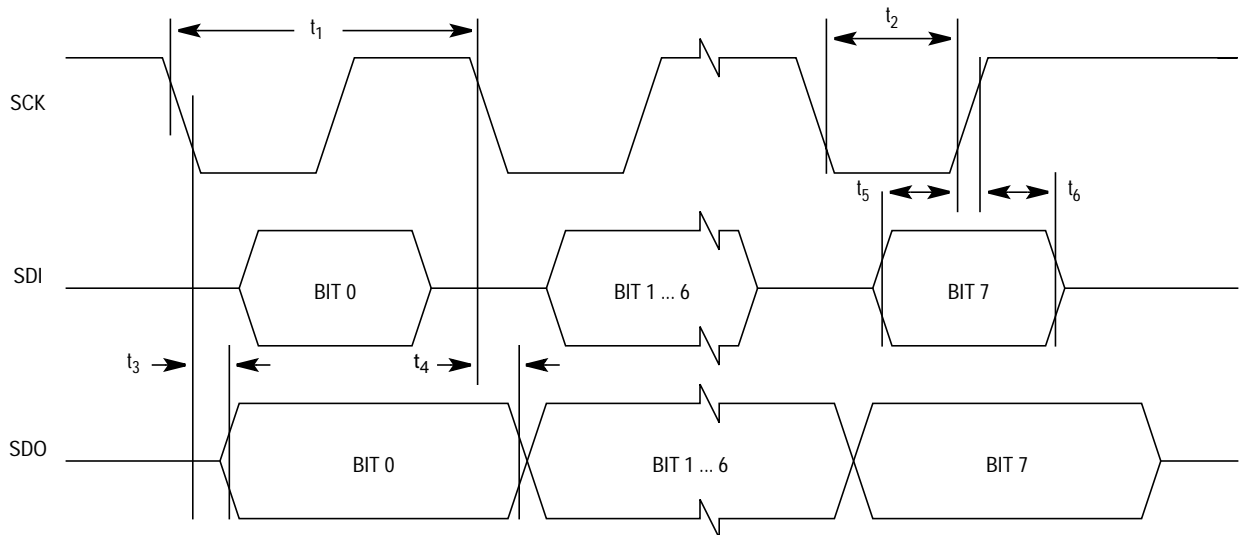 t1
t2
SCK
t5
t6
SDI
BIT 0
BIT 1 ... 6
BIT 7
t3
t4
SDO
BIT 0
BIT 1 ... 6
BIT 7